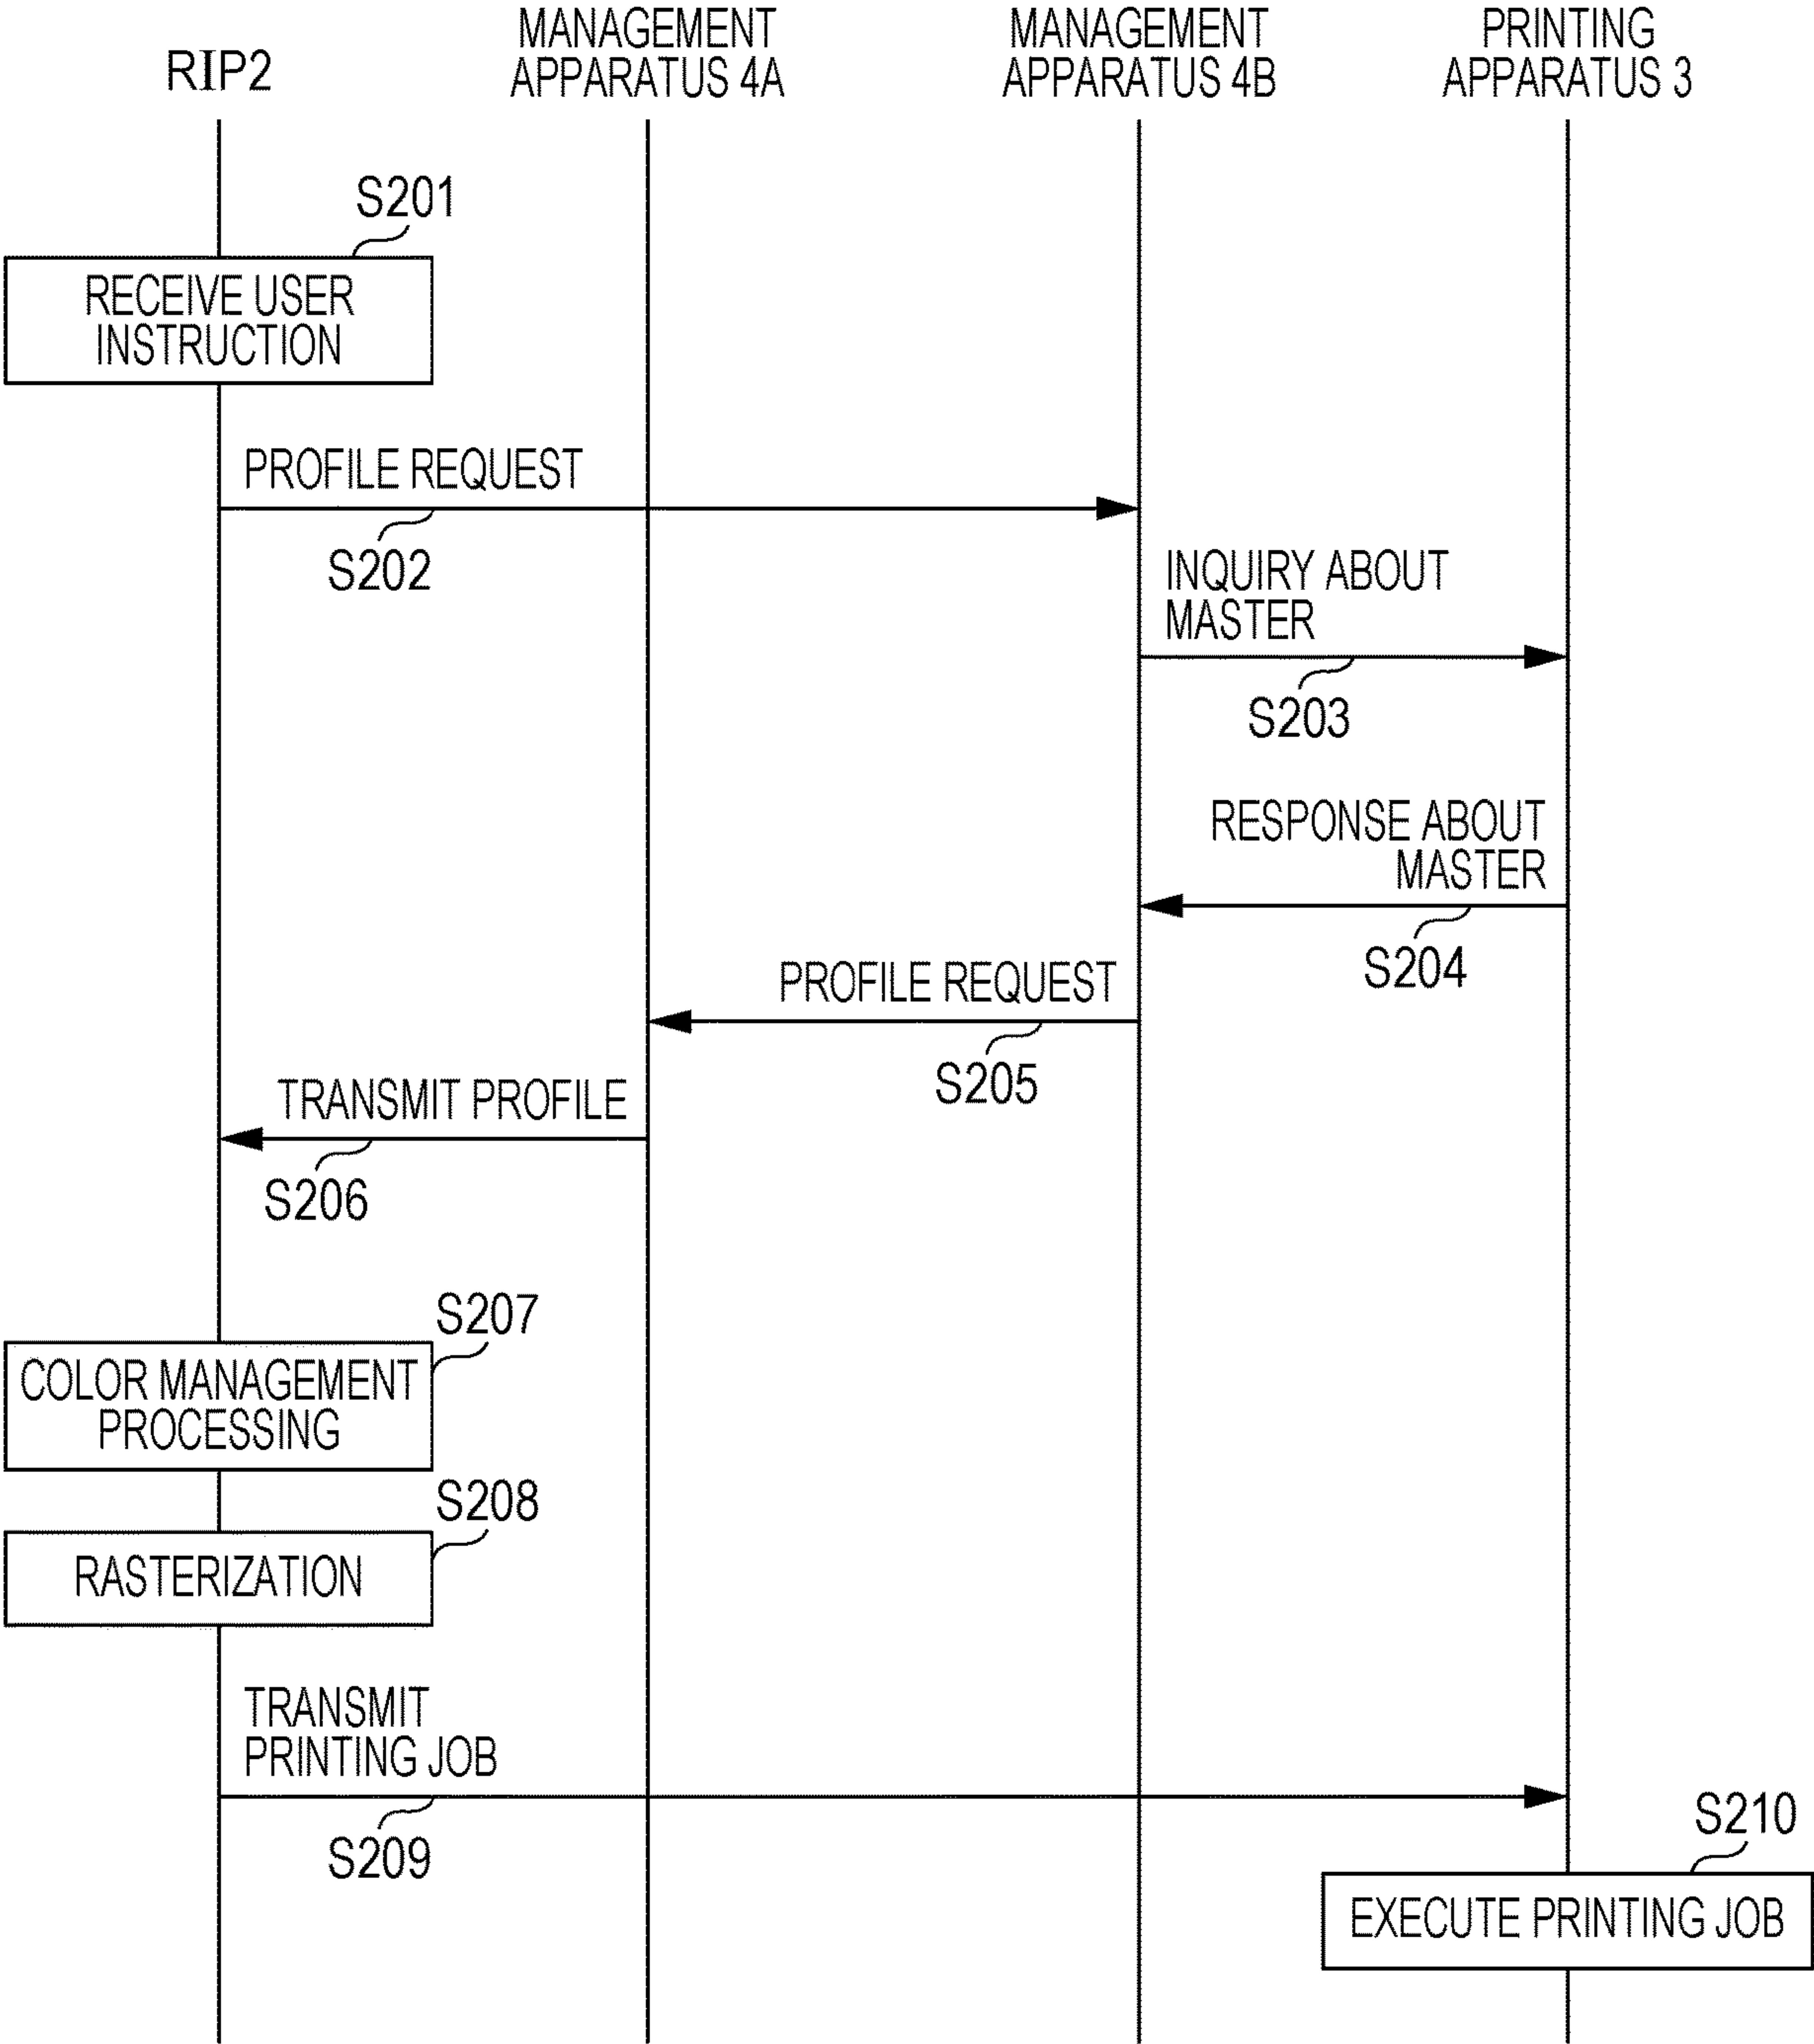 RIP2
MANAGEMENT
APPARATUS 4A
MANAGEMENT
APPARATUS 4B
PRINTING
APPARATUS 3
S201
RECEIVE USER
INSTRUCTION
PROFILE REQUEST
S202
INQUIRY ABOUT
MASTER
S203
RESPONSE ABOUT
MASTER
S204
PROFILE REQUEST
S205
TRANSMIT PROFILE
S206
S207
COLOR MANAGEMENT
PROCESSING
S208
RASTERIZATION
TRANSMIT
PRINTING JOB
S209
S210
EXECUTE PRINTING JOB